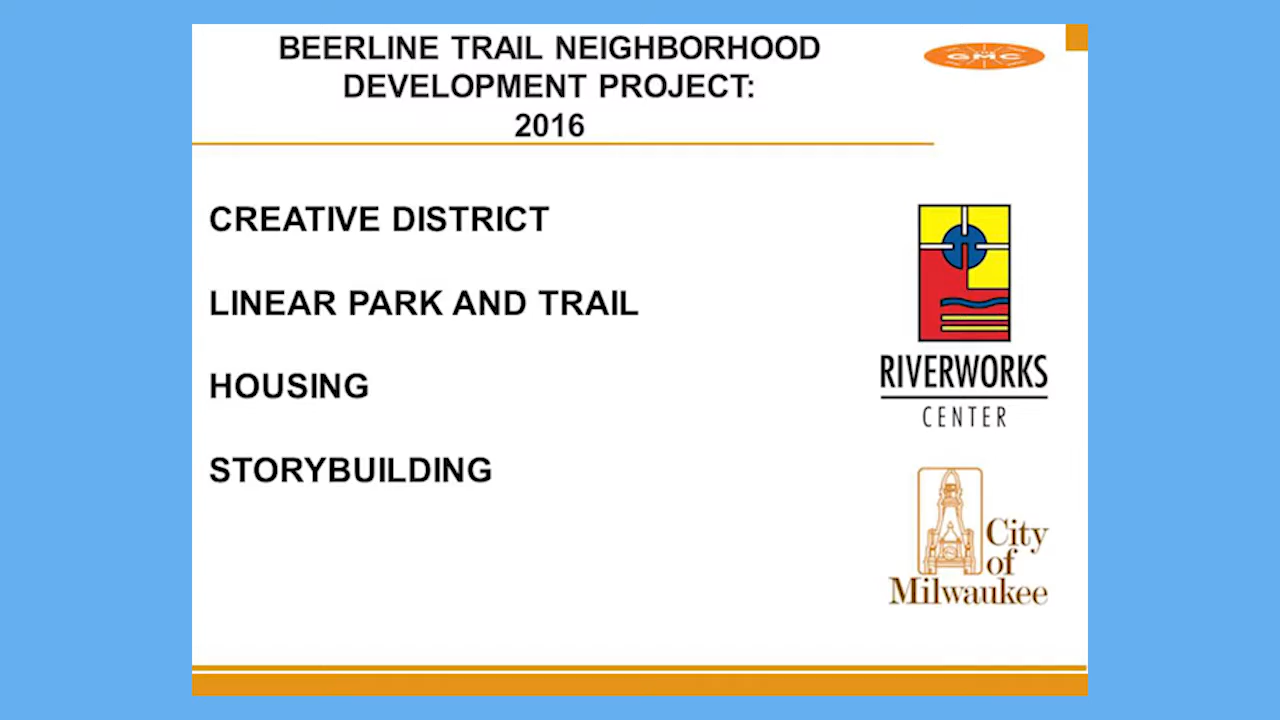 BEERLINE TRAIL NEIGHBORHOOD
DEVELOPMENT PROJECT:
2016
GMC
CREATIVE DISTRICT
LINEAR PARK AND TRAIL
HOUSING
STORYBUILDING
RIVERWORKS
CENTER
City
of
Milwaukee